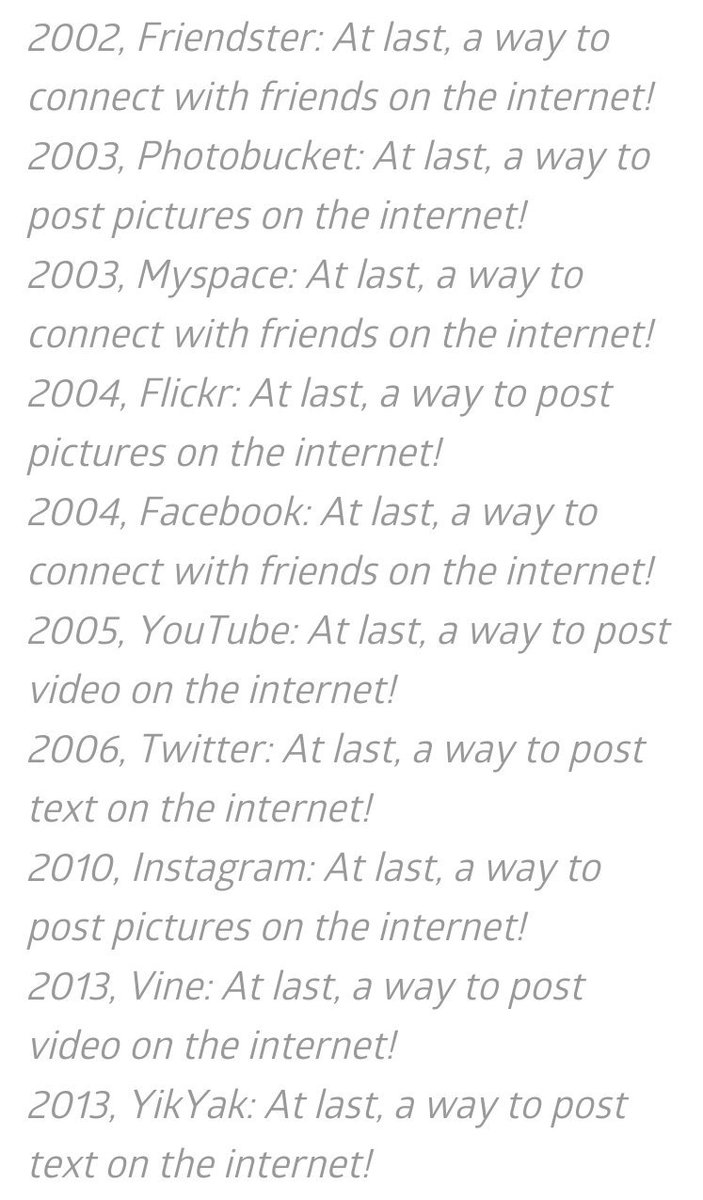 2002, Friendster: At last, a way to
connect with friends on the internet!
2003, Photobucket: At last, a way to
post pictures on the internet!
2003, Myspace: At last, a way to
connect with friends on the internet!
2004, Flickr: At last, a way to post
pictures on the internet!
2004, Facebook: At last, a way to
connect with friends on the internet!
2005, YouTube: At last, a way to post
video on the internet!
2006, Twitter: At last, a way to post
text on the internet!
2010, Instagram: At last, a way to
post pictures on the internet!
2013, Vine: At last, a way to post
video on the internet!
2013, YikYak: At last, a way to post
text on the internet!